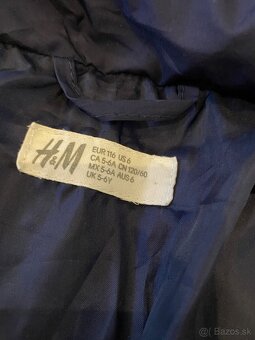 H&M
EUR 116 US 6
CA 5-6A CN 120/60
MX 5-6A AUS 6
UK 5-6Y
Bazos.sk